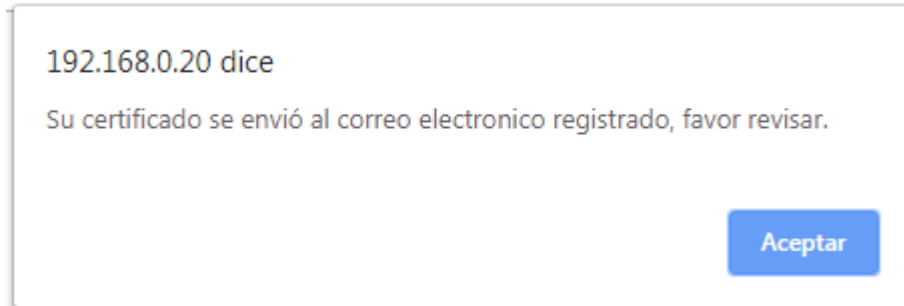 192.168.0.20 dice
Su certificado se envió al correo electronico registrado, favor revisar.
Aceptar